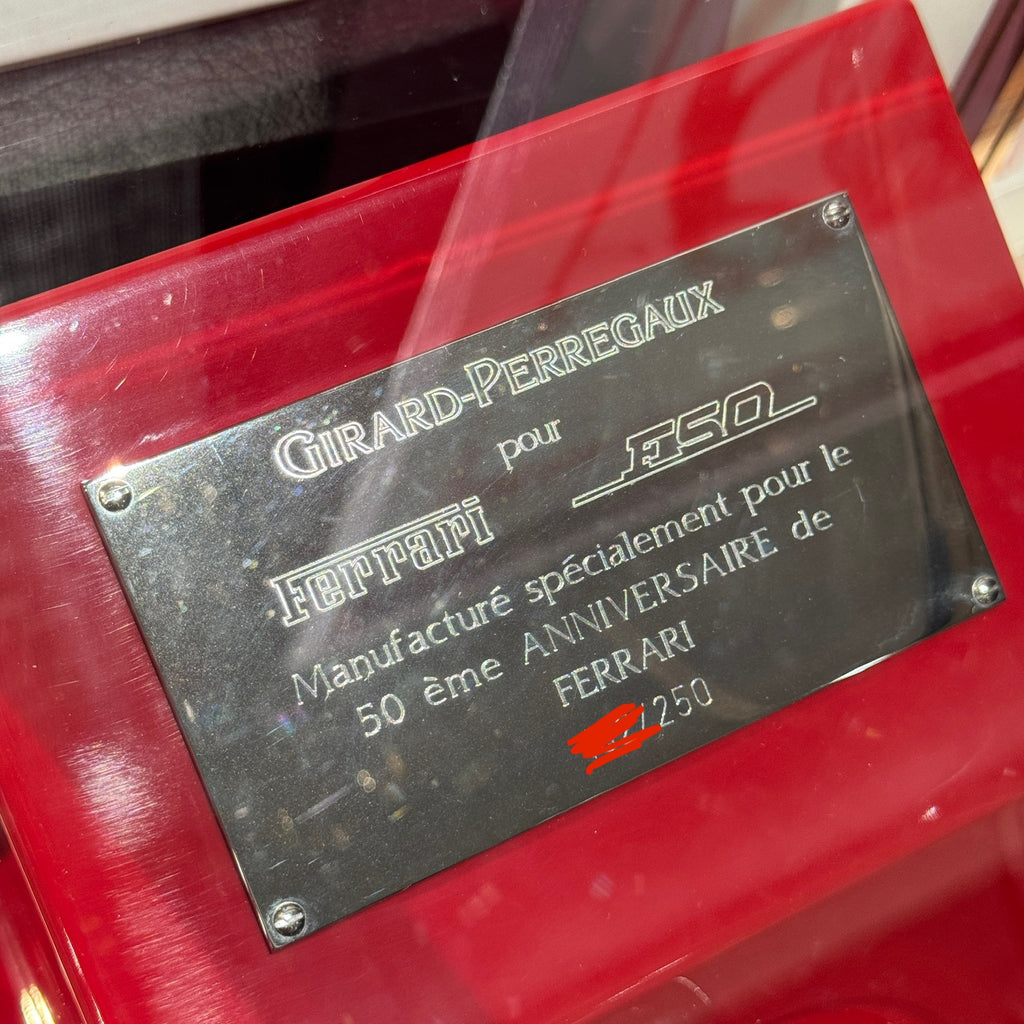 GIRARD-PERREGAUX
pour
Ferrari F50
Manufacturé spécialement pour le
50 ème ANNIVERSAIRE de
FERRARI
/250